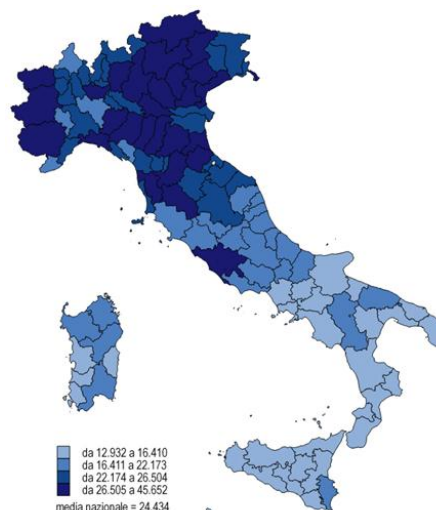 da 12.932 a 16.410
da 16.411 a 22.173
da 22.174 a 26.504
da 26.505 a 45.652
media nazionale = 24.434